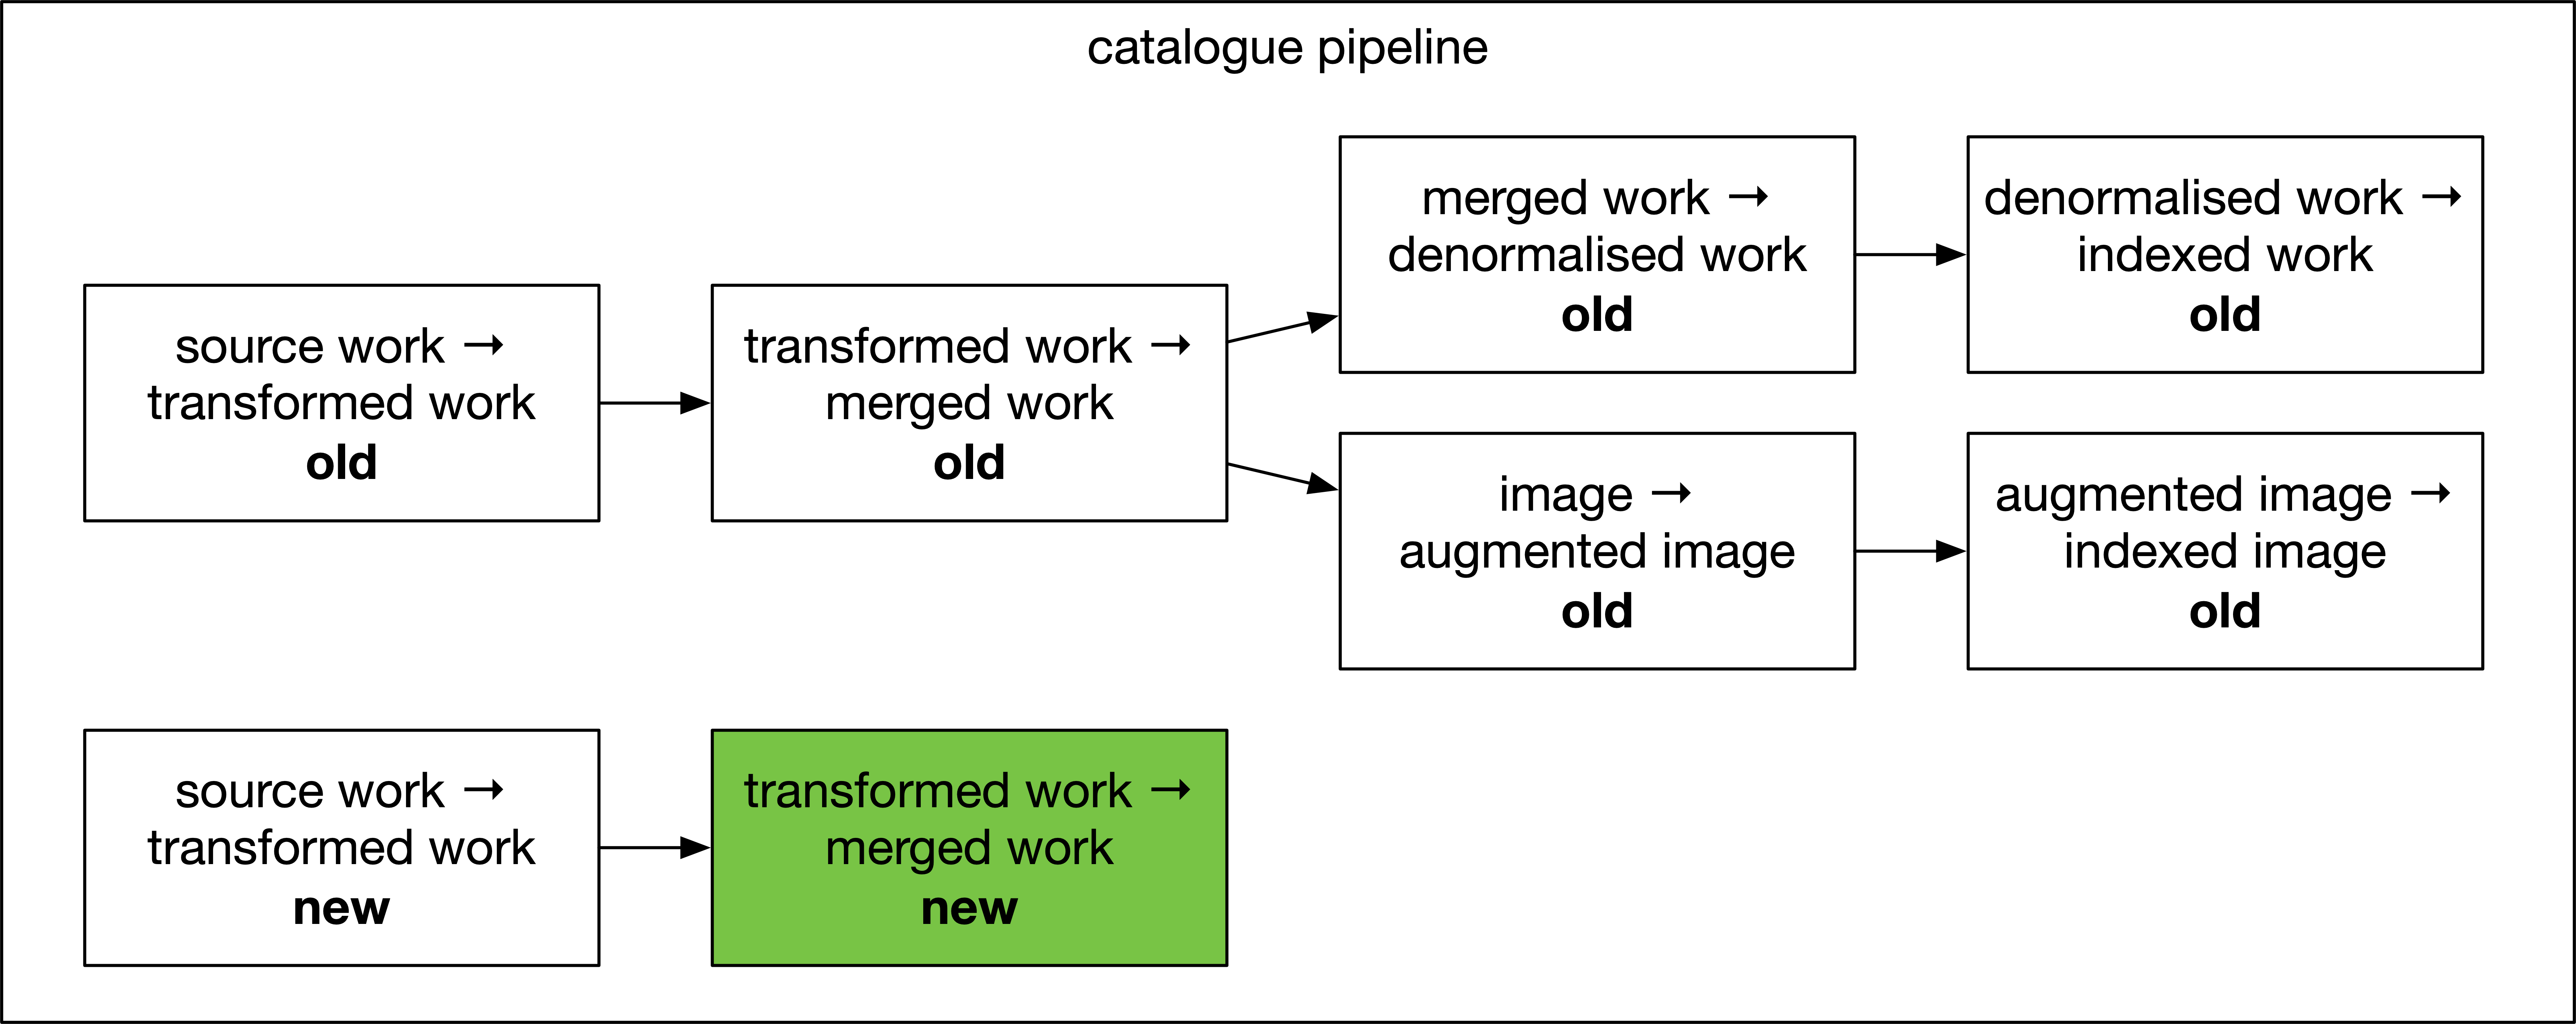 catalogue pipeline
source work →
transformed work
old
transformed work →
merged work
old
merged work →
denormalised work
old
denormalised work →
indexed work
old
image →
augmented image
old
augmented image →
indexed image
old
source work →
transformed work
new
transformed work →
merged work
new